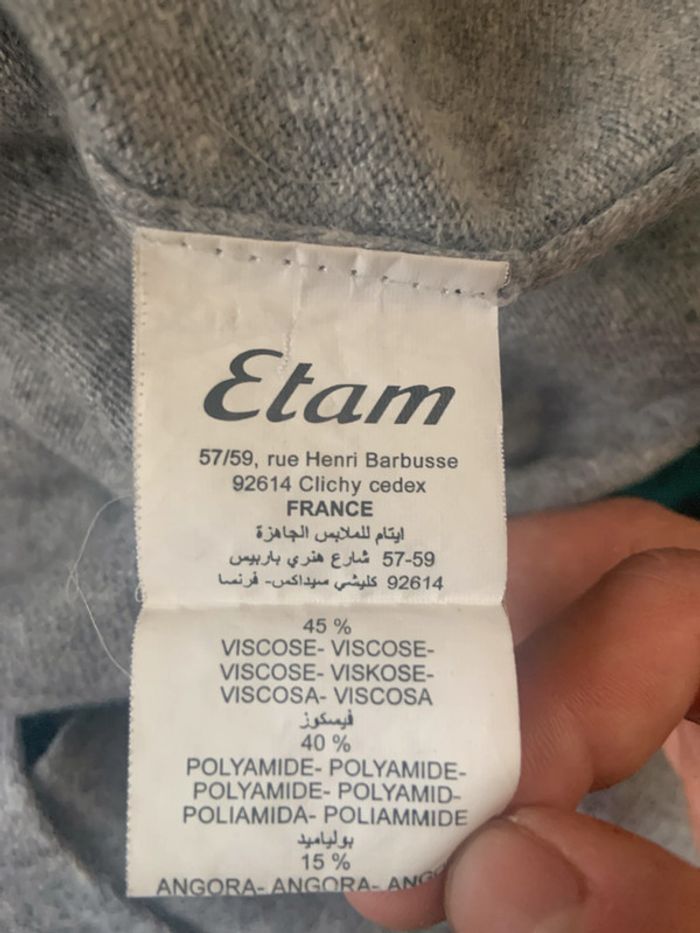 Etam
57/59, rue Henri Barbusse
92614 Clichy cedex
FRANCE
ايتام للملابس الجاهزة
57-59 شارع هنري باربيس
92614 كليشي سيداكس- فرنسا
45 %
VISCOSE- VISCOSE-
VISCOSE- VISKOSE-
VISCOSA- VISCOSA
فيسكوز
40 %
POLYAMIDE- POLYAMIDE-
POLYAMIDE- POLYAMID-
POLIAMIDA- POLIAMMIDE
بولياميد
15 %
ANGORA- ANGORA-